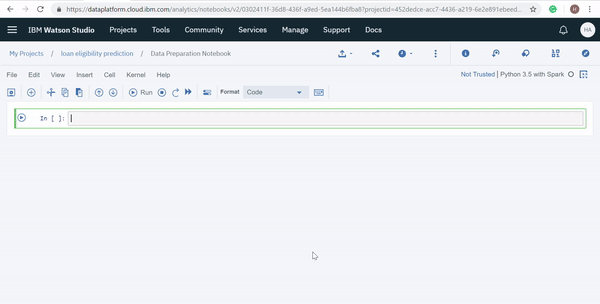 https://dataplatform.cloud.ibm.com/analytics/notebooks/v2/0302411f-36d8-436f-a9ed-5ea144b6fba8?projectid=452dedce-acc7-4436-a219-6e2e891ebeed...
H
IBM Watson Studio Projects Tools Community Services Manage Support Docs
HA
My Projects / loan eligibility prediction / Data Preparation Notebook
File Edit View Insert Cell Kernel Help Not Trusted | Python 3.5 with Spark
Run Format Code
In [ ]: